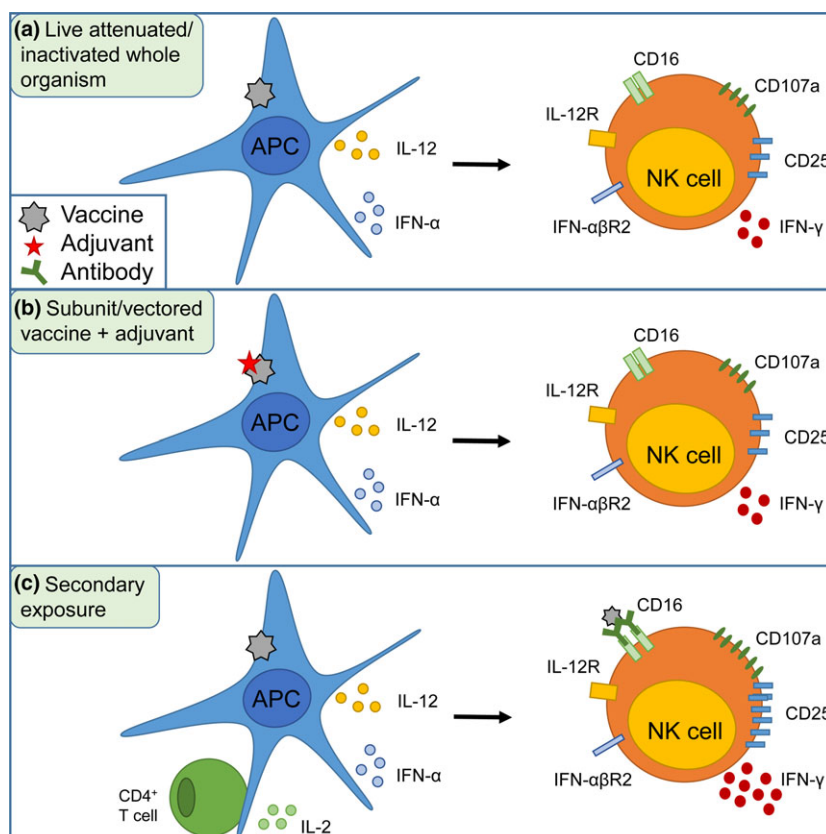 (a) Live attenuated/
inactivated whole
organism
APC
IL-12
IFN-α
CD16
CD107a
IL-12R
CD25
NK cell
IFN-αβR2
IFN-γ
Vaccine
Adjuvant
Antibody
(b) Subunit/vectored
vaccine + adjuvant
APC
IL-12
IFN-α
CD16
CD107a
IL-12R
CD25
NK cell
IFN-αβR2
IFN-γ
(c) Secondary
exposure
APC
IL-12
IFN-α
CD4⁺
T cell
IL-2
CD16
CD107a
IL-12R
CD25
NK cell
IFN-αβR2
IFN-γ